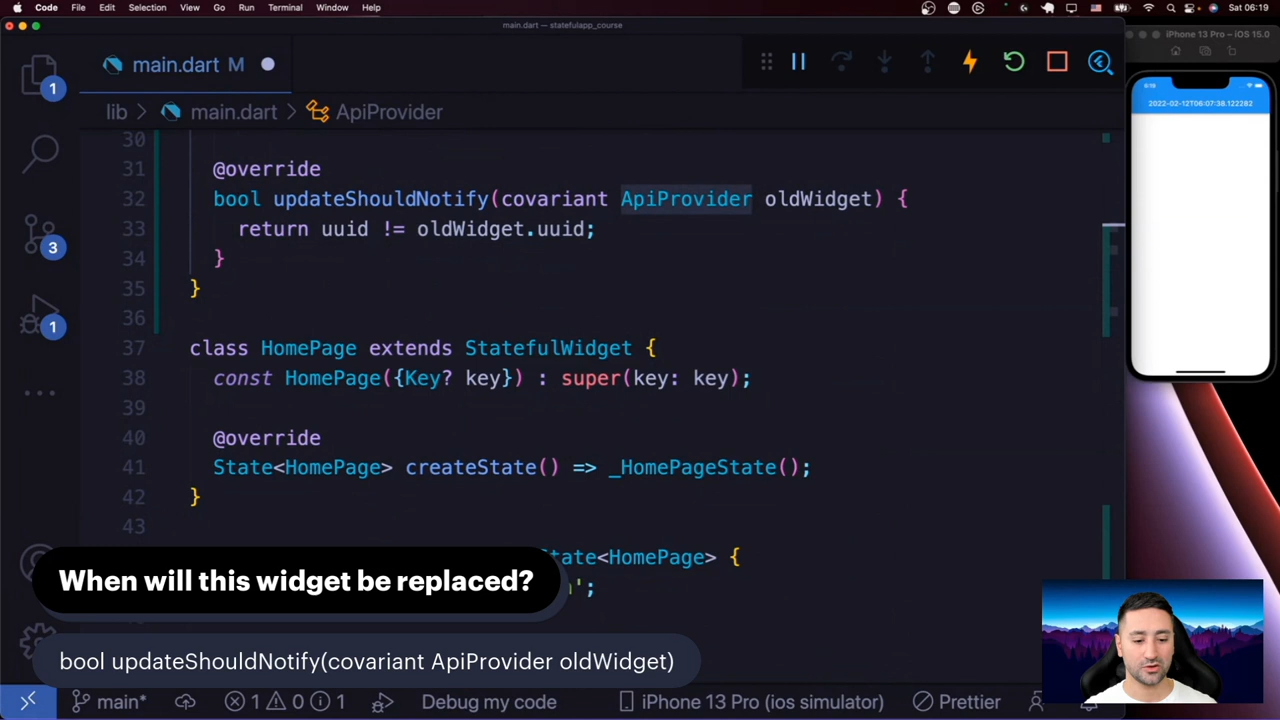 Code File Edit Selection View Go Run Terminal Window Help Sat 06:19
main.dart — statefulapp_course
iPhone 13 Pro – iOS 15.0
main.dart M
lib > main.dart > ApiProvider
2022-02-12T06:07:38.122282
1
3
1
30
31 @override
32 bool updateShouldNotify(covariant ApiProvider oldWidget) {
33 return uuid != oldWidget.uuid;
34 }
35 }
36
37 class HomePage extends StatefulWidget {
38 const HomePage({Key? key}) : super(key: key);
39
40 @override
41 State<HomePage> createState() => _HomePageState();
42 }
43
State<HomePage> {
';
When will this widget be replaced?
bool updateShouldNotify(covariant ApiProvider oldWidget)
main* 1 0 1 Debug my code iPhone 13 Pro (ios simulator) Prettier